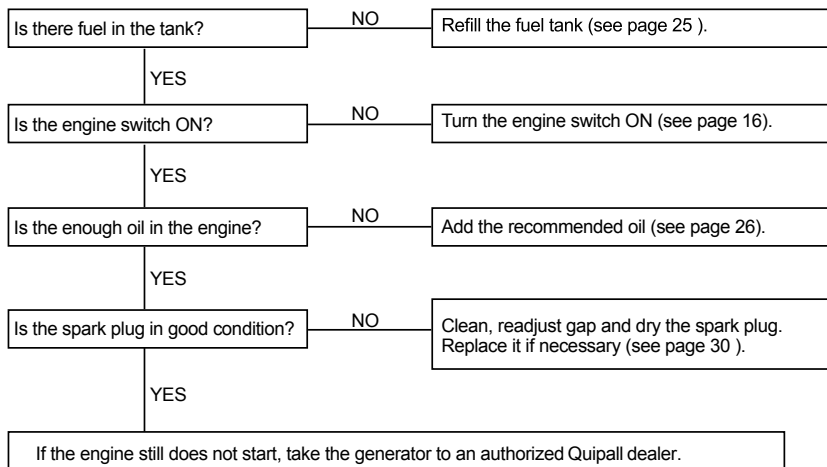 Is there fuel in the tank?
NO
Refill the fuel tank (see page 25 ).
YES
Is the engine switch ON?
NO
Turn the engine switch ON (see page 16).
YES
Is the enough oil in the engine?
NO
Add the recommended oil (see page 26).
YES
Is the spark plug in good condition?
NO
Clean, readjust gap and dry the spark plug.
Replace it if necessary (see page 30 ).
YES
If the engine still does not start, take the generator to an authorized Quipall dealer.